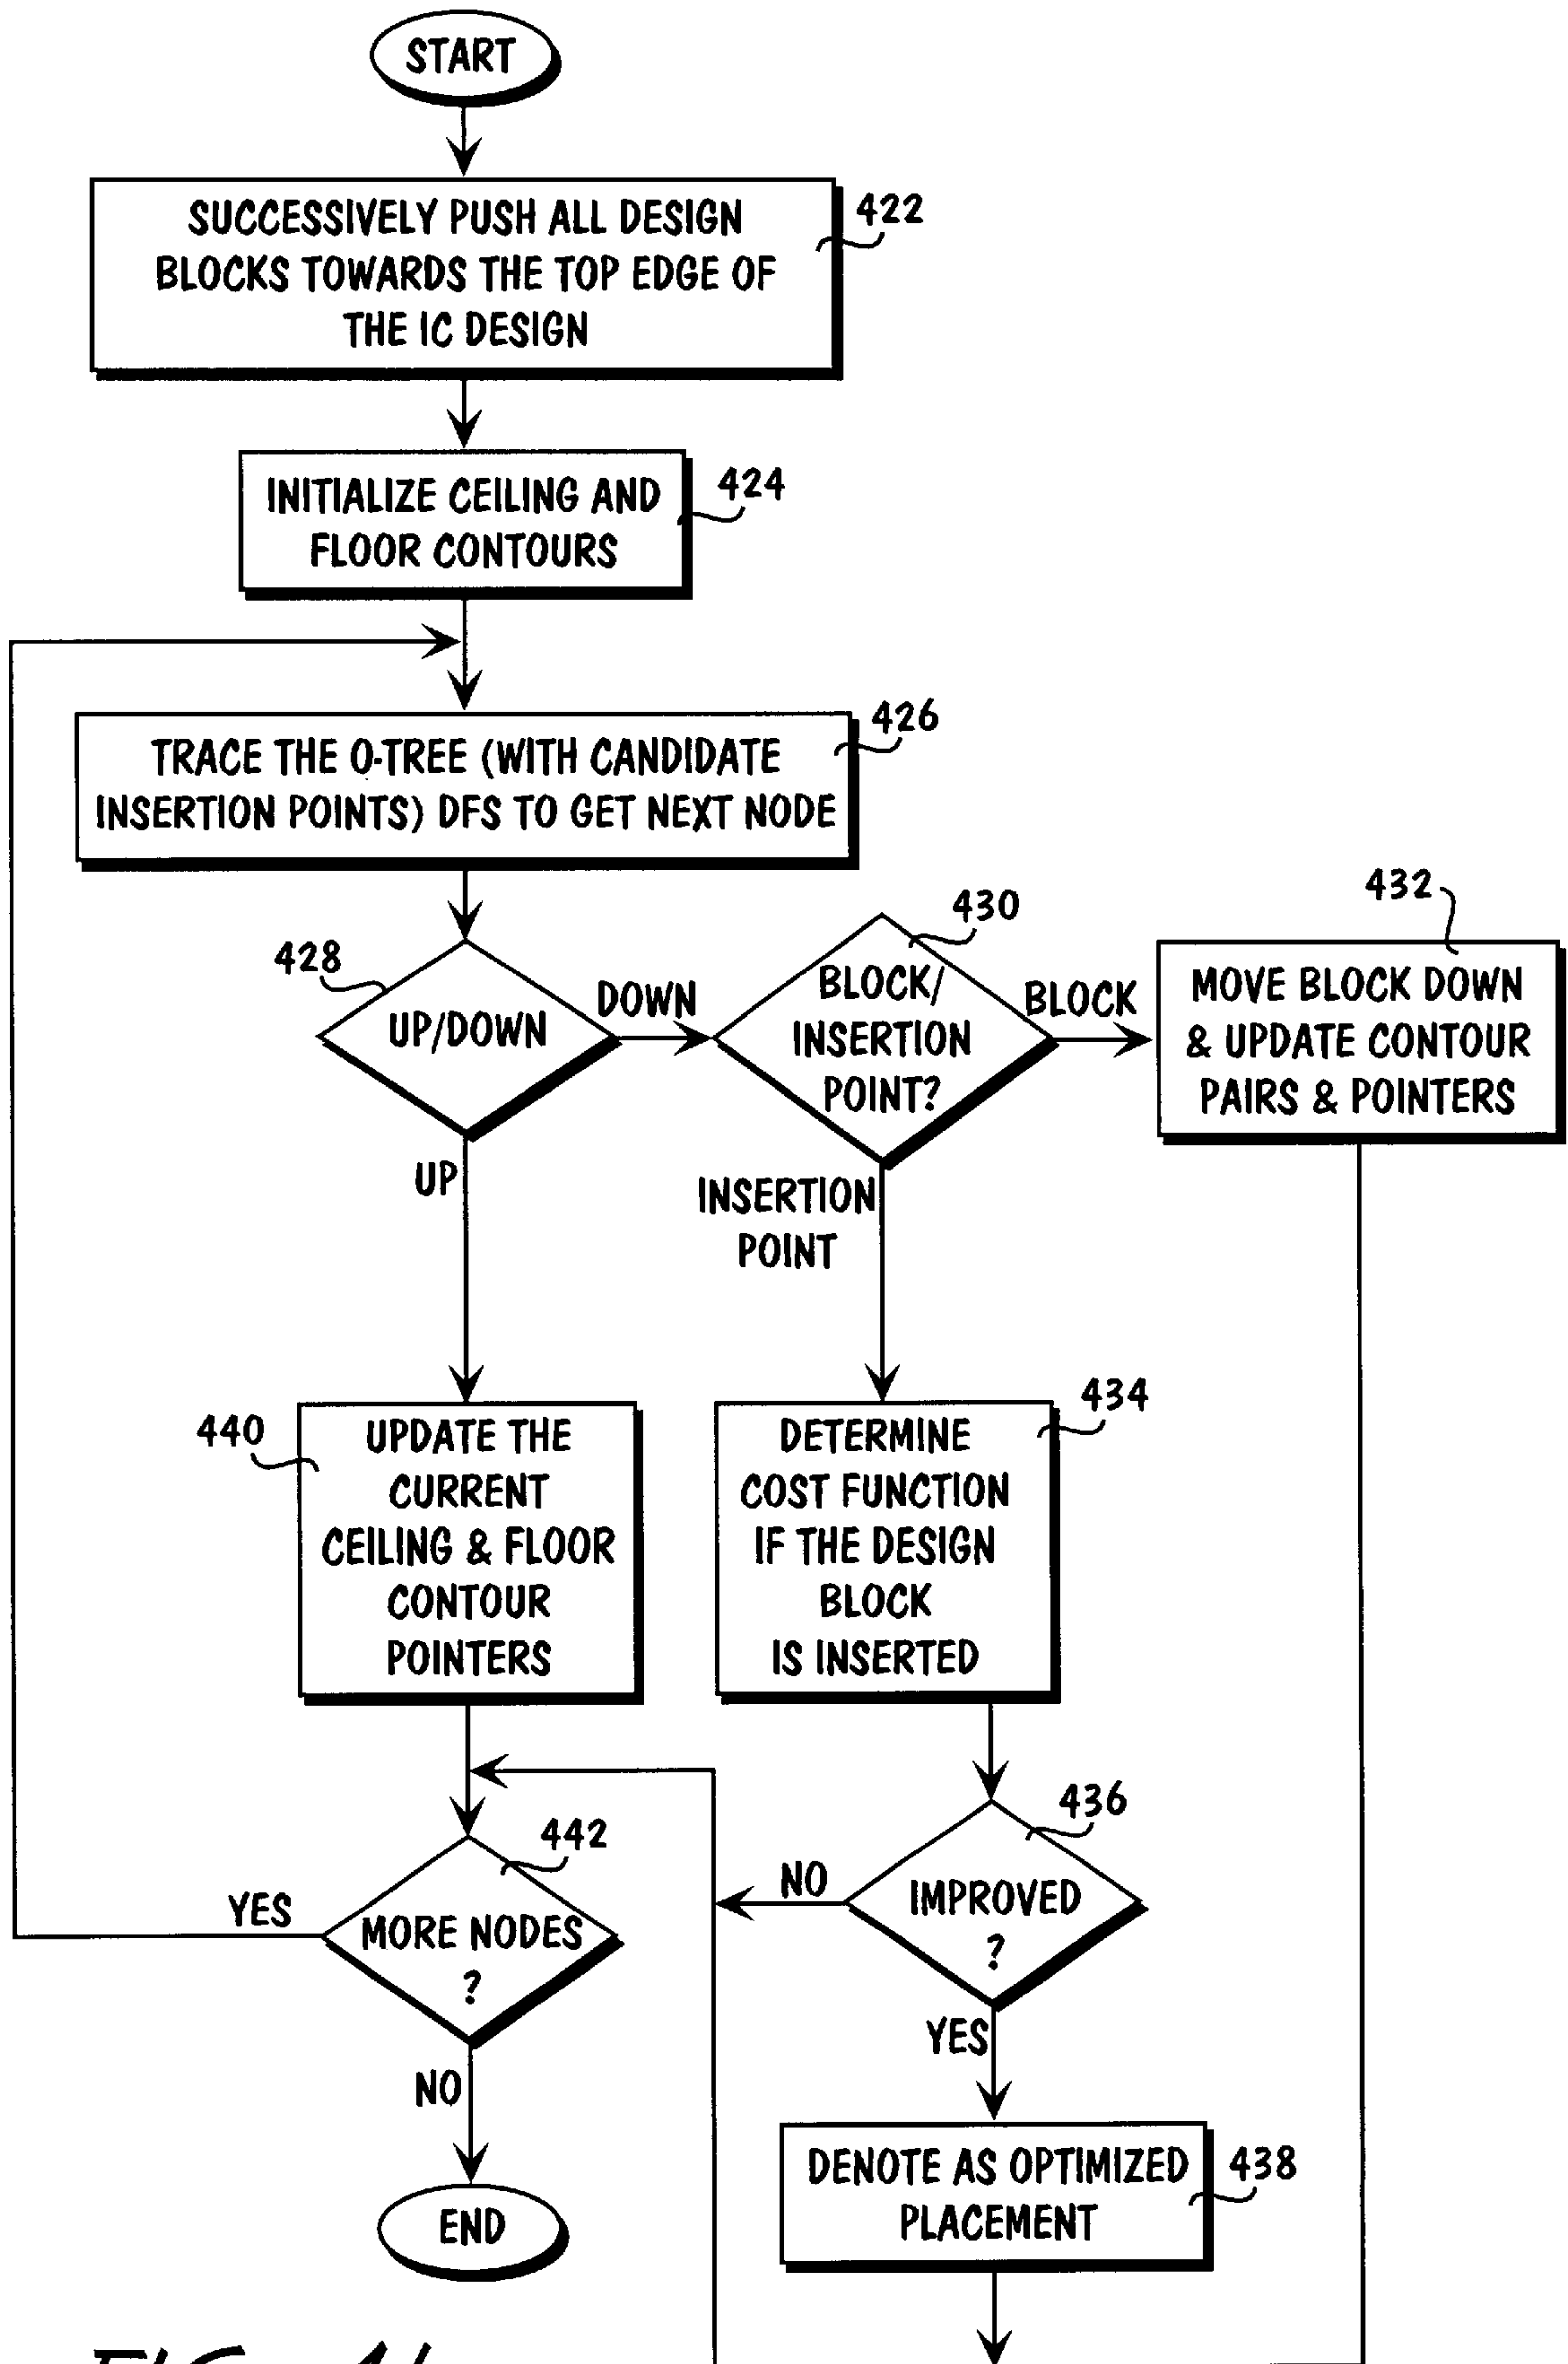 START
SUCCESSIVELY PUSH ALL DESIGN
BLOCKS TOWARDS THE TOP EDGE OF
THE IC DESIGN
422
INITIALIZE CEILING AND
FLOOR CONTOURS
424
TRACE THE O-TREE (WITH CANDIDATE
INSERTION POINTS) DFS TO GET NEXT NODE
426
428
UP/DOWN
DOWN
UP
430
BLOCK/
INSERTION
POINT?
BLOCK
INSERTION
POINT
432
MOVE BLOCK DOWN
& UPDATE CONTOUR
PAIRS & POINTERS
440
UPDATE THE
CURRENT
CEILING & FLOOR
CONTOUR
POINTERS
434
DETERMINE
COST FUNCTION
IF THE DESIGN
BLOCK
IS INSERTED
436
IMPROVED
?
NO
YES
442
MORE NODES
?
YES
NO
438
DENOTE AS OPTIMIZED
PLACEMENT
END